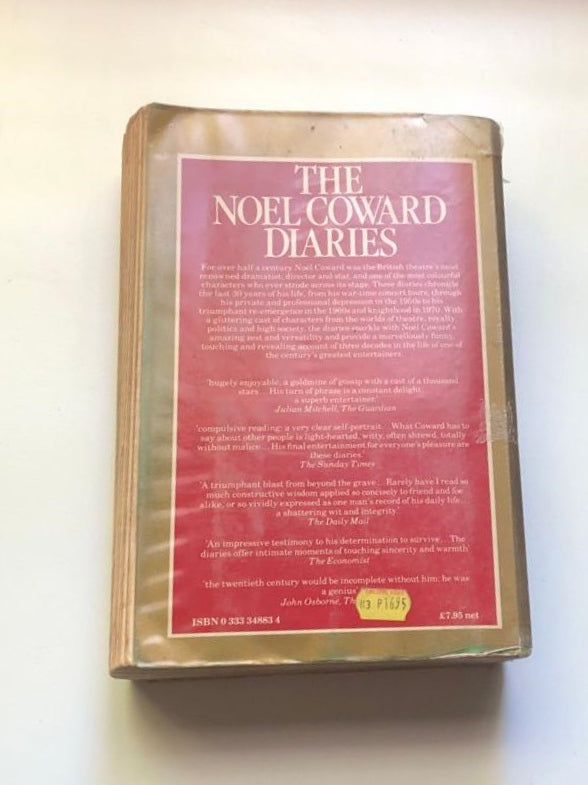 THE
NOEL COWARD
DIARIES
For over half a century Noel Coward was the British theatre's most
renowned dramatist, director and star, and one of the most colourful
characters who ever strode across its stage. These diaries chronicle
the last 30 years of his life, from his war-time concert tours, through
his private and professional depression in the 1950s to his
triumphant re-emergence in the 1960s and knighthood in 1970. With
a glittering cast of characters from the worlds of theatre, royalty,
politics and high society, the diaries sparkle with Noël Coward's
amazing zest and versatility and provide a marvellously funny,
touching and revealing account of three decades in the life of one of
the century's greatest entertainers.
'hugely enjoyable, a goldmine of gossip with a cast of a thousand
stars... His turn of phrase is a constant delight...
a superb entertainer.'
Julian Mitchell, The Guardian
'compulsive reading; a very clear self-portrait... What Coward has to
say about other people is light-hearted, witty, often shrewd, totally
without malice... His final entertainment for everyone's pleasure are
these diaries.'
The Sunday Times
'A triumphant blast from beyond the grave... Rarely have I read so
much constructive wisdom applied so concisely to friend and foe
alike, or so vividly expressed as one man's record of his daily life...
a shattering wit and integrity.'
The Daily Mail
'An impressive testimony to his determination to survive... The
diaries offer intimate moments of touching sincerity and warmth'
The Economist
'the twentieth century would be incomplete without him: he was
a genius'
John Osborne, Th
P1695
ISBN 0 333 34883 4
£7.95 net